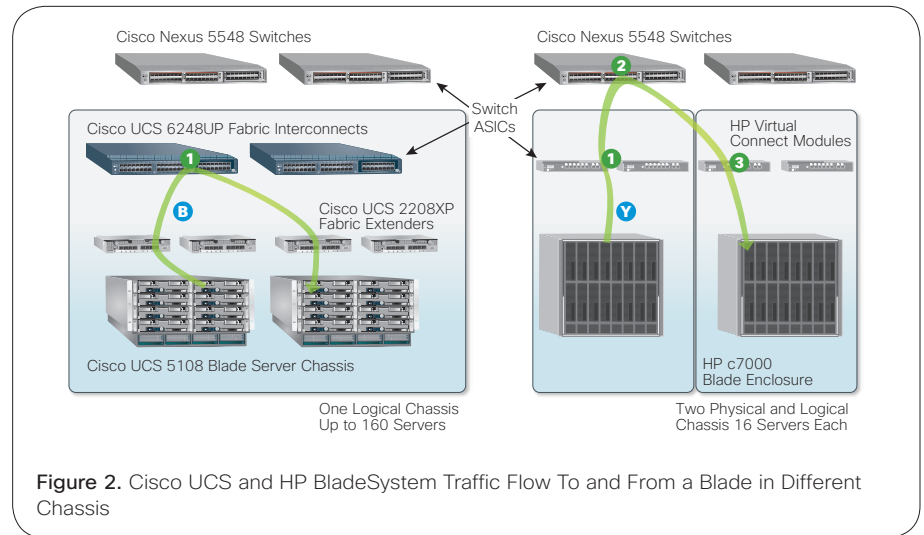 Cisco Nexus 5548 Switches
Cisco Nexus 5548 Switches
Switch
ASICs
Cisco UCS 6248UP Fabric Interconnects
1
B
Cisco UCS 2208XP
Fabric Extenders
Cisco UCS 5108 Blade Server Chassis
One Logical Chassis
Up to 160 Servers
2
HP Virtual
Connect Modules
1
3
Y
HP c7000
Blade Enclosure
Two Physical and Logical
Chassis 16 Servers Each
Figure 2. Cisco UCS and HP BladeSystem Traffic Flow To and From a Blade in Different
Chassis